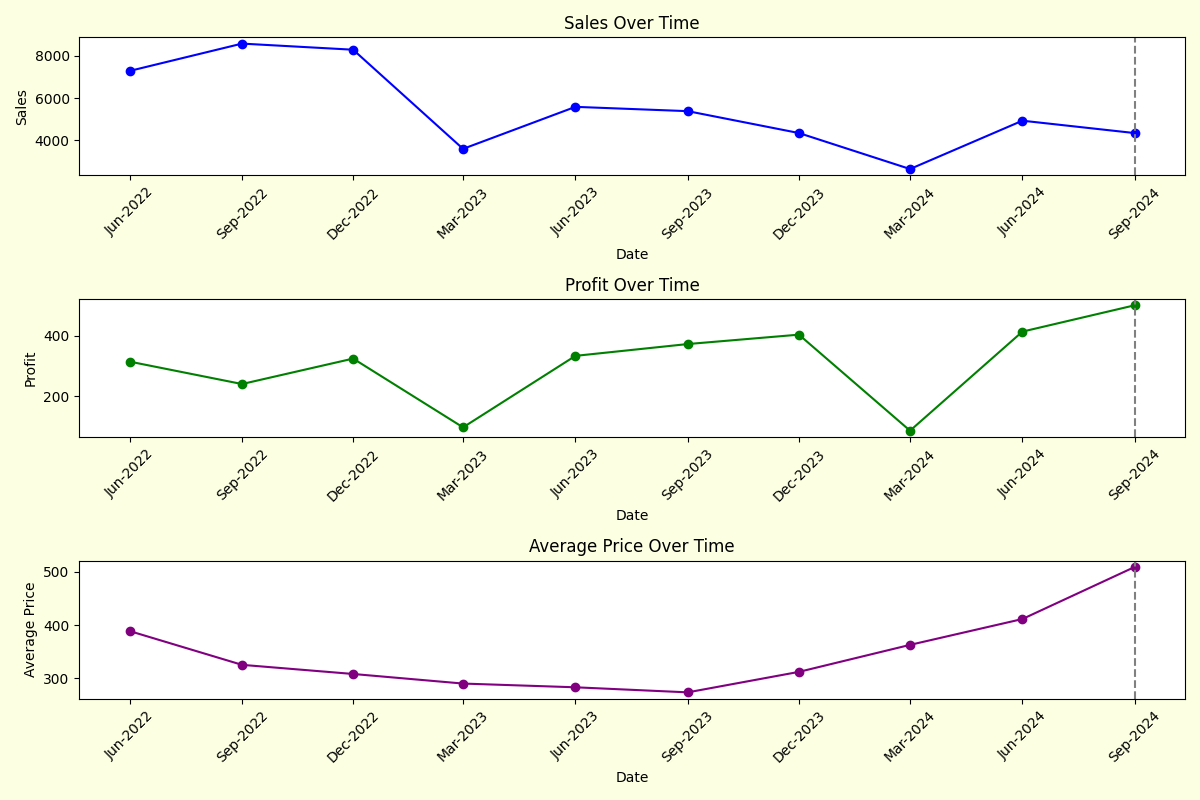 Sales Over Time
Sales
8000
6000
4000
Jun-2022 Sep-2022 Dec-2022 Mar-2023 Jun-2023 Sep-2023 Dec-2023 Mar-2024 Jun-2024 Sep-2024
Date
Profit Over Time
Profit
400
200
Jun-2022 Sep-2022 Dec-2022 Mar-2023 Jun-2023 Sep-2023 Dec-2023 Mar-2024 Jun-2024 Sep-2024
Date
Average Price Over Time
Average Price
500
400
300
Jun-2022 Sep-2022 Dec-2022 Mar-2023 Jun-2023 Sep-2023 Dec-2023 Mar-2024 Jun-2024 Sep-2024
Date